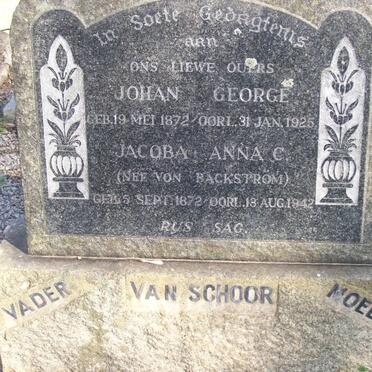 In Soete Gedagtenis
aan
ONS LIEWE OUERS
JOHAN GEORGE
GEB. 19 MEI 1872 / OORL. 31 JAN. 1925
JACOBA ANNA C.
(NEE VON BACKSTROM)
GEB. 5 SEPT. 1872 / OORL. 18 AUG. 1942
RUS SAG.
VADER VAN SCHOOR MOED